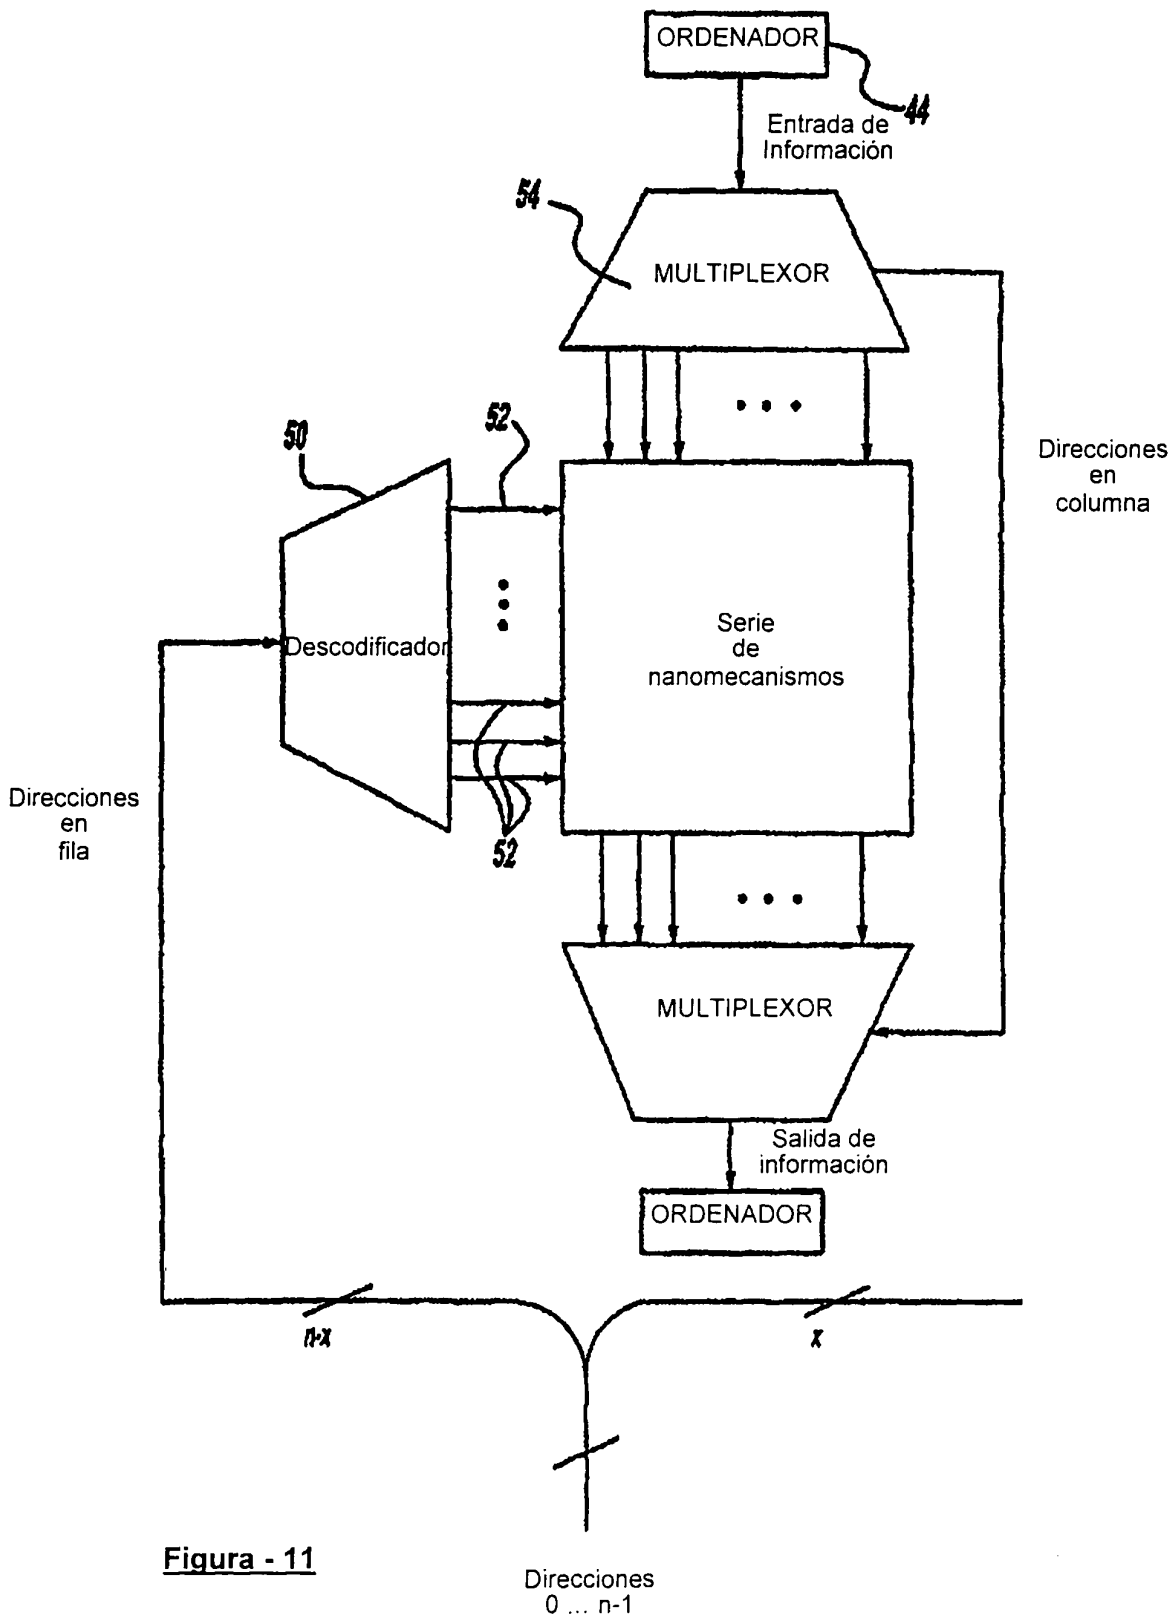 ORDENADOR
44
Entrada de
Información
54
MULTIPLEXOR
Direcciones
en
columna
50
52
Descodificador
Serie
de
nanomecanismos
52
Direcciones
en
fila
MULTIPLEXOR
Salida de
información
ORDENADOR
n-x
x
Figura - 11
Direcciones
0 ... n-1